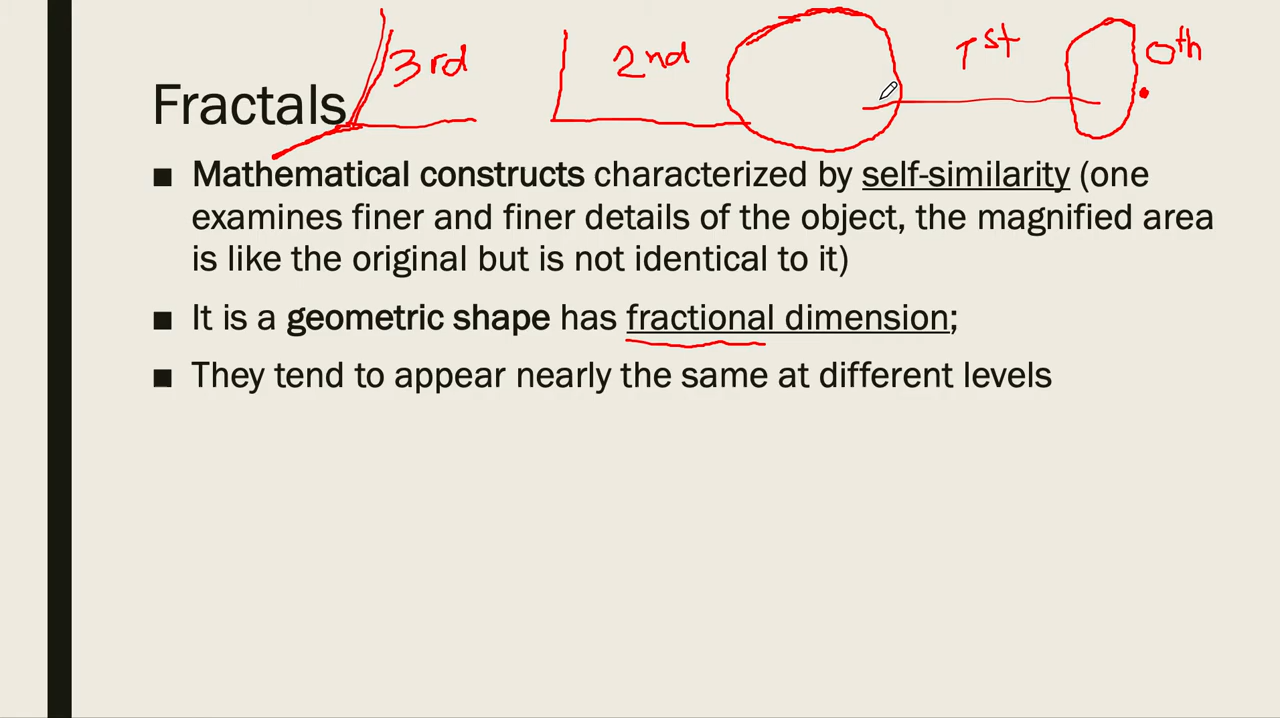 3rd 2nd 1st 0th
Fractals
■ Mathematical constructs characterized by self-similarity (one
examines finer and finer details of the object, the magnified area
is like the original but is not identical to it)
■ It is a geometric shape has fractional dimension;
■ They tend to appear nearly the same at different levels